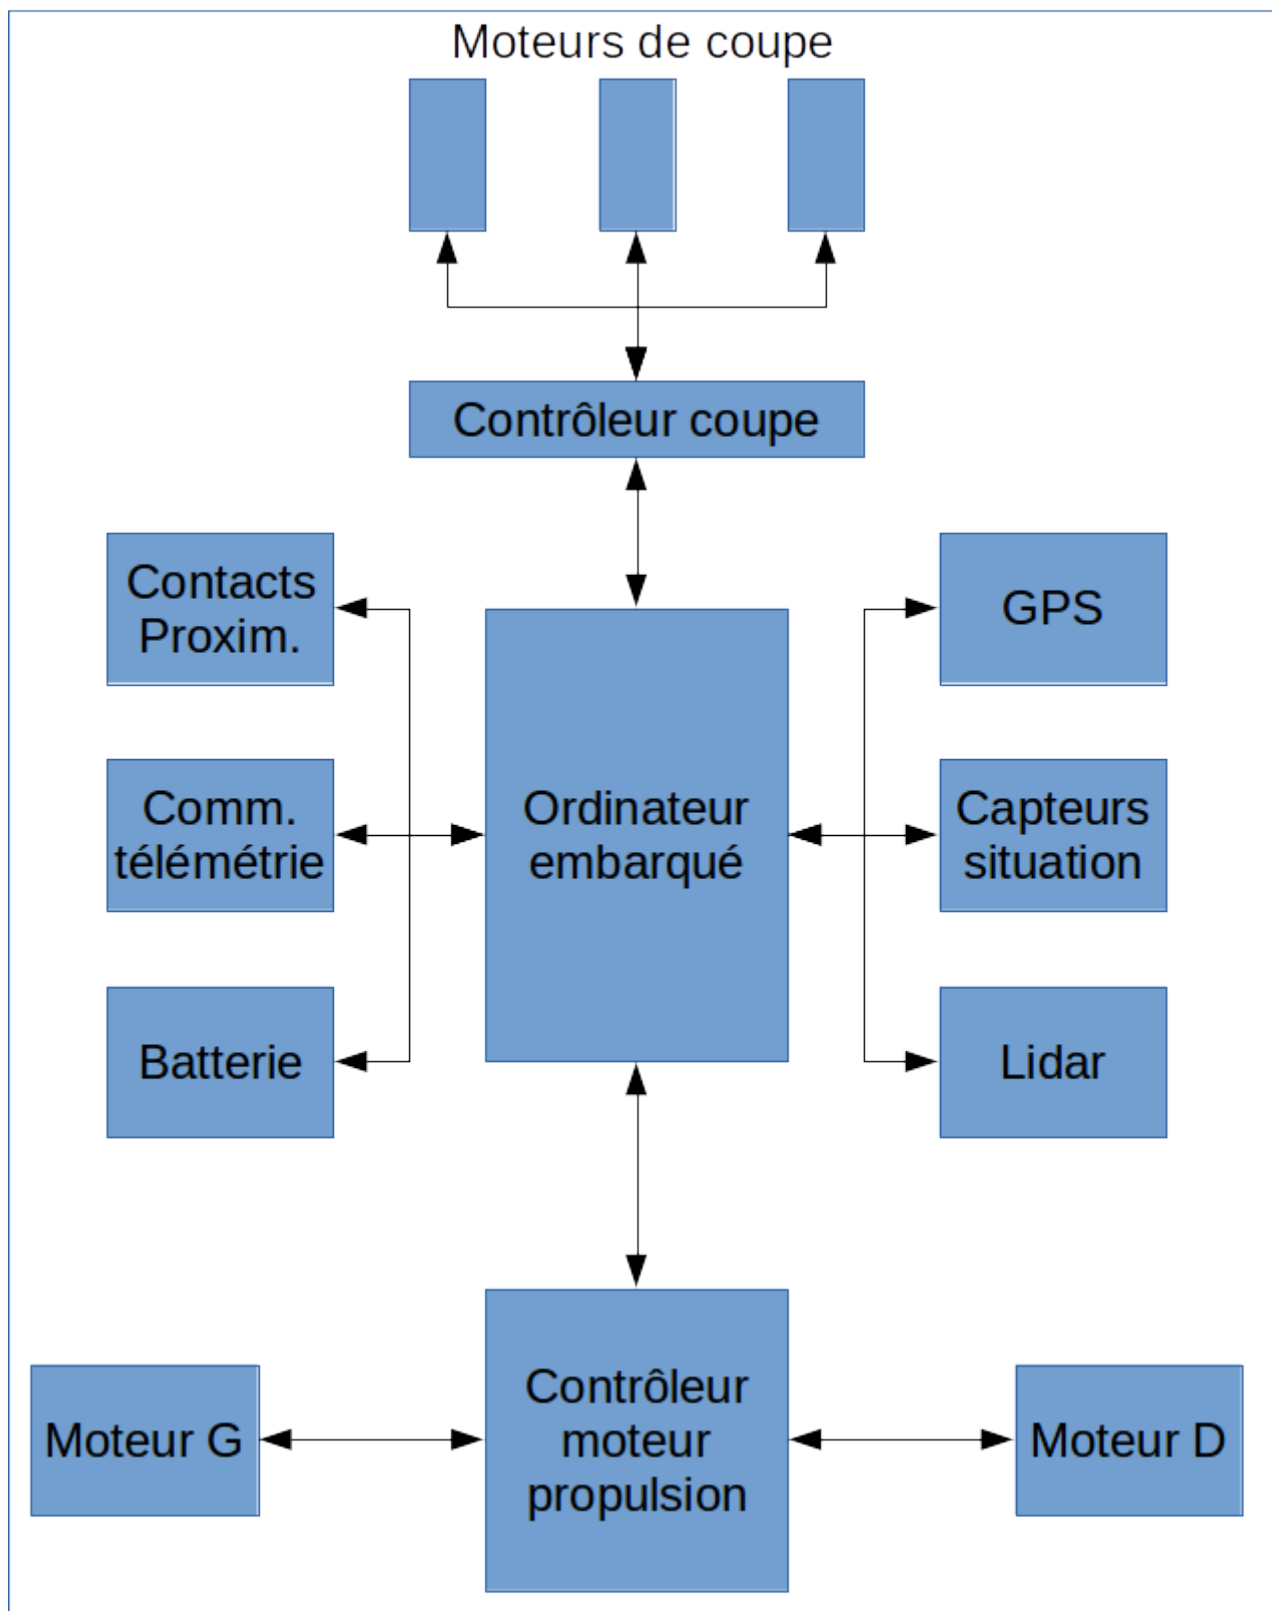 Moteurs de coupe
Contrôleur coupe
Contacts
Proxim.
GPS
Comm.
télémétrie
Ordinateur
embarqué
Capteurs
situation
Batterie
Lidar
Moteur G
Contrôleur
moteur
propulsion
Moteur D